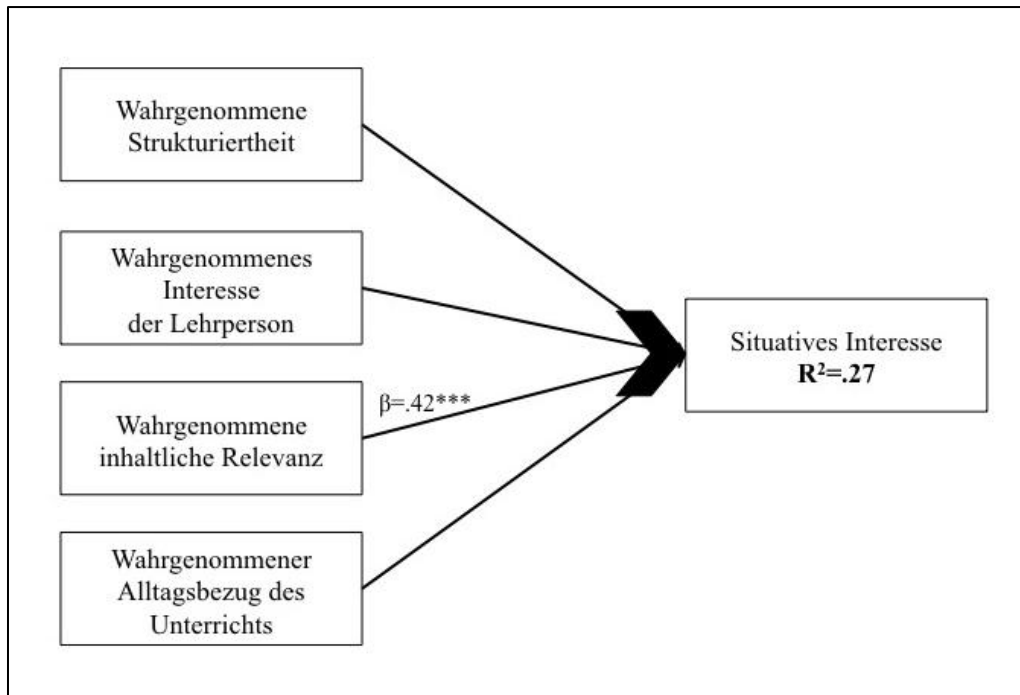 Wahrgenommene
Strukturiertheit
Wahrgenommenes
Interesse
der Lehrperson
β=.42***
Wahrgenommene
inhaltliche Relevanz
Wahrgenommener
Alltagsbezug des
Unterrichts
Situatives Interesse
R²=.27